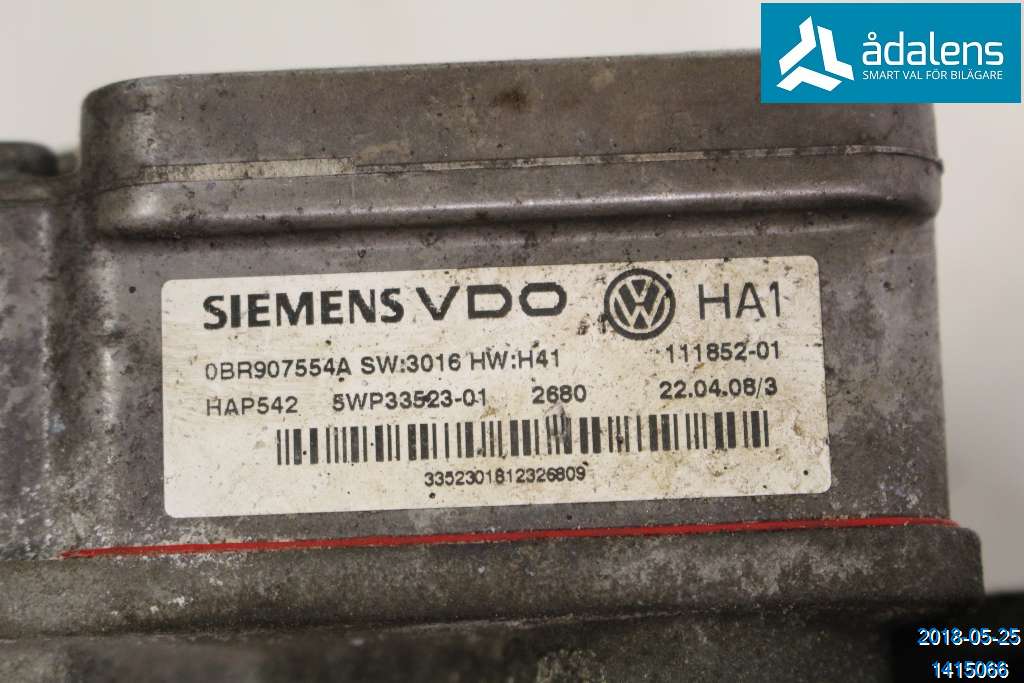 ådalens
SMART VAL FÖR BILÄGARE
SIEMENS VDO VW HA1
0BR907554A SW:3016 HW:H41 111852-01
HAP542 5WP33523-01 2680 22.04.08/3
3352301812326809
2018-05-25
1415066